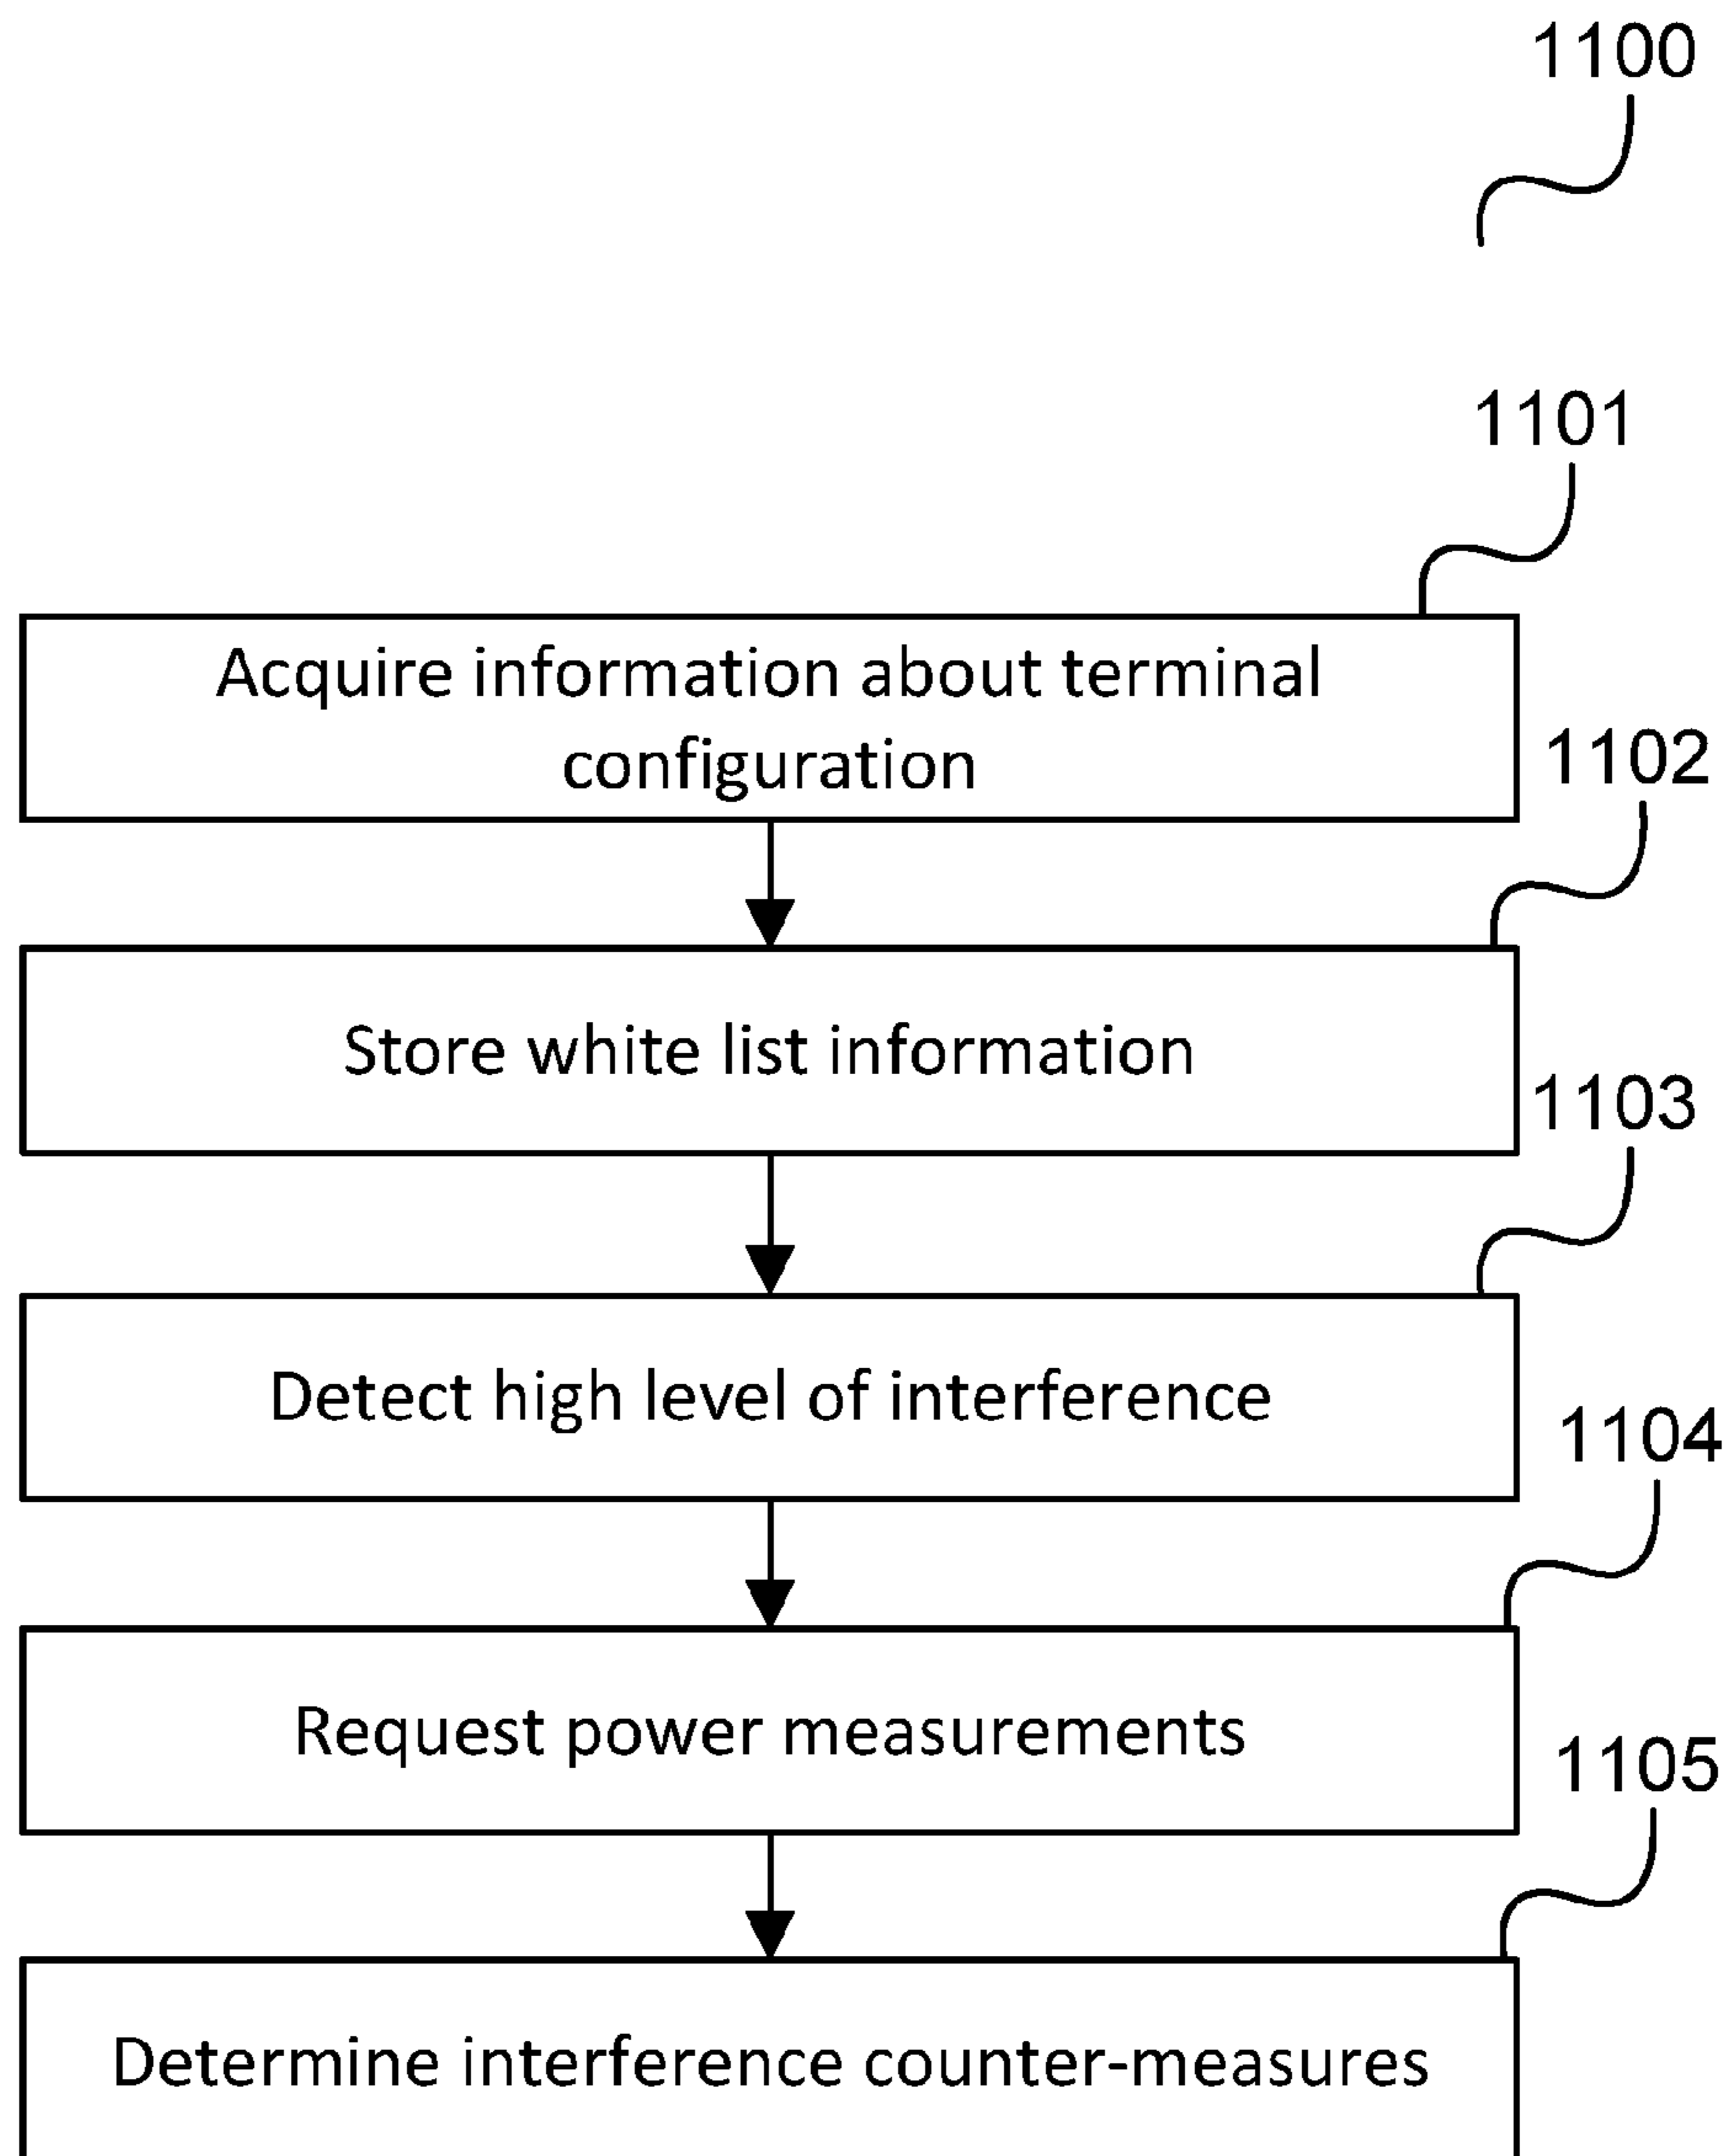 1100
1101
Acquire information about terminal
configuration
1102
Store white list information
1103
Detect high level of interference
1104
Request power measurements
1105
Determine interference counter-measures